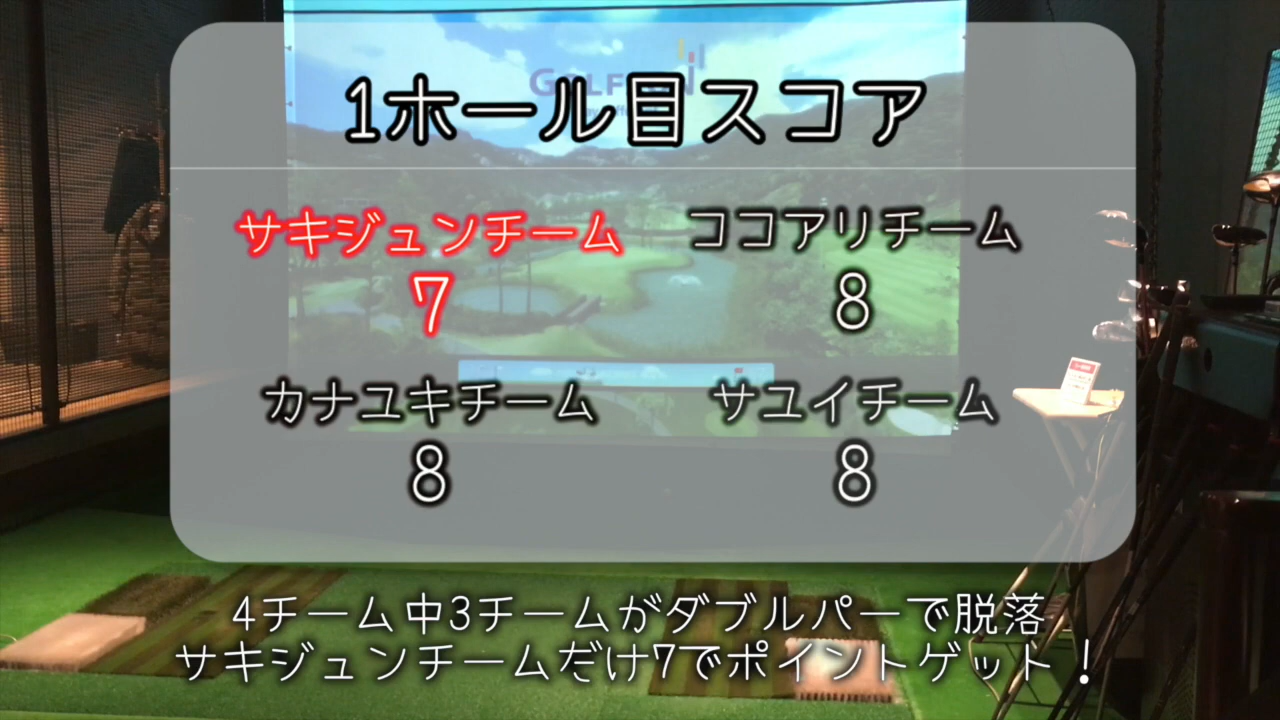 1ホール目スコア
サキジュンチーム
7
ココアリチーム
8
カナユキチーム
8
サユイチーム
8
4チーム中3チームがダブルパーで脱落
サキジュンチームだけ7でポイントゲット！